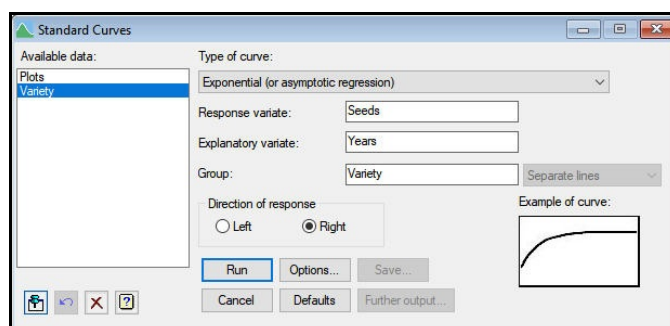 Standard Curves
Available data:
Plots
Variety
Type of curve:
Exponential (or asymptotic regression)
Response variate:
Seeds
Explanatory variate:
Years
Group:
Variety
Separate lines
Direction of response
Left
Right
Example of curve:
Run
Options...
Save...
Cancel
Defaults
Further output...